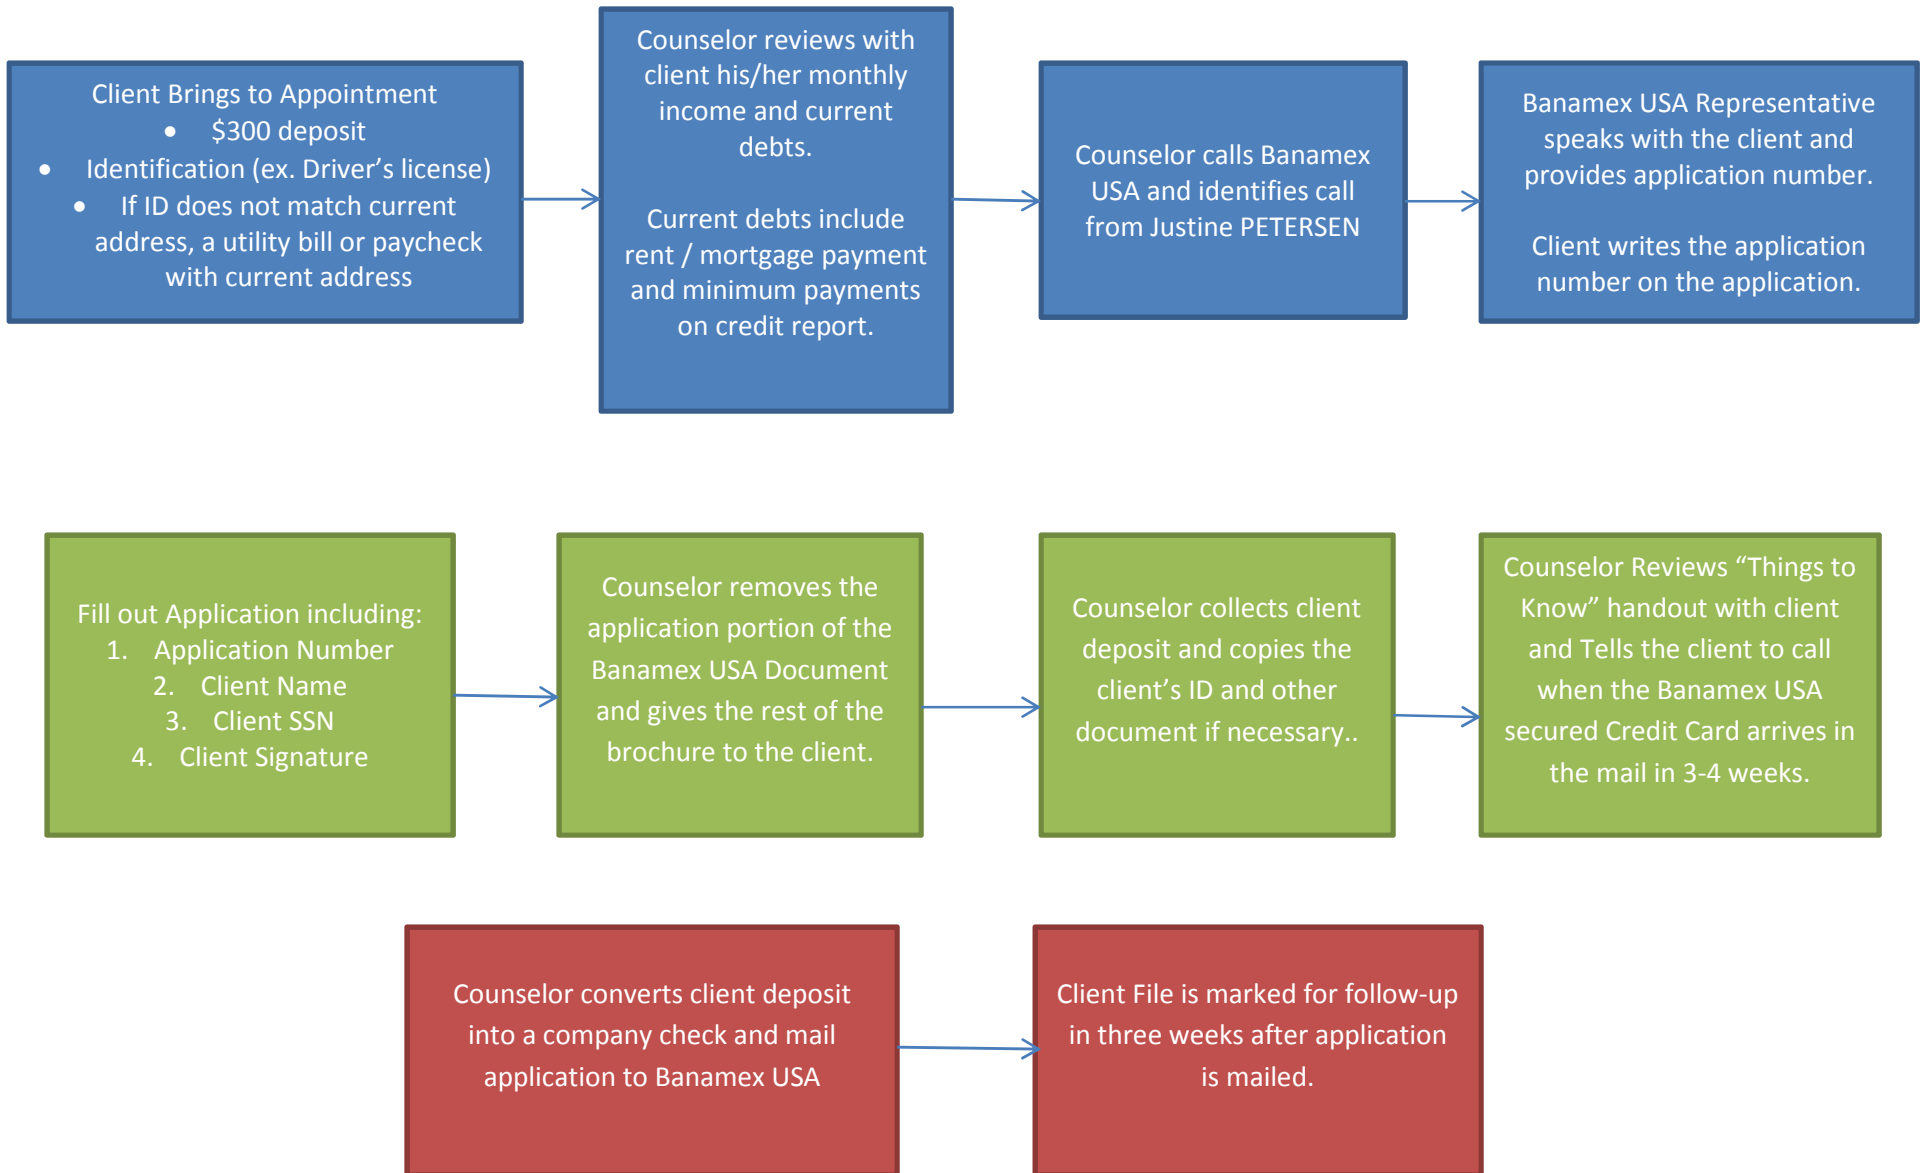 Client Brings to Appointment
• $300 deposit
• Identification (ex. Driver’s license)
• If ID does not match current
address, a utility bill or paycheck
with current address
Counselor reviews with
client his/her monthly
income and current
debts.
Current debts include
rent / mortgage payment
and minimum payments
on credit report.
Counselor calls Banamex
USA and identifies call
from Justine PETERSEN
Banamex USA Representative
speaks with the client and
provides application number.
Client writes the application
number on the application.
Fill out Application including:
1. Application Number
2. Client Name
3. Client SSN
4. Client Signature
Counselor removes the
application portion of the
Banamex USA Document
and gives the rest of the
brochure to the client.
Counselor collects client
deposit and copies the
client’s ID and other
document if necessary..
Counselor Reviews “Things to
Know” handout with client
and Tells the client to call
when the Banamex USA
secured Credit Card arrives in
the mail in 3-4 weeks.
Counselor converts client deposit
into a company check and mail
application to Banamex USA
Client File is marked for follow-up
in three weeks after application
is mailed.